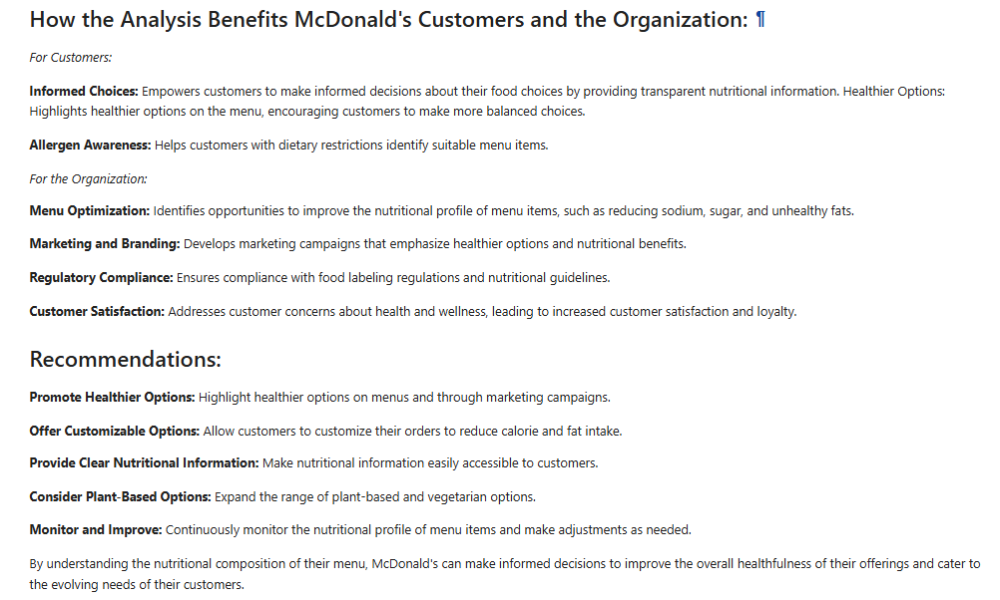 How the Analysis Benefits McDonald's Customers and the Organization: ¶
For Customers:
Informed Choices: Empowers customers to make informed decisions about their food choices by providing transparent nutritional information. Healthier Options:
Highlights healthier options on the menu, encouraging customers to make more balanced choices.
Allergen Awareness: Helps customers with dietary restrictions identify suitable menu items.
For the Organization:
Menu Optimization: Identifies opportunities to improve the nutritional profile of menu items, such as reducing sodium, sugar, and unhealthy fats.
Marketing and Branding: Develops marketing campaigns that emphasize healthier options and nutritional benefits.
Regulatory Compliance: Ensures compliance with food labeling regulations and nutritional guidelines.
Customer Satisfaction: Addresses customer concerns about health and wellness, leading to increased customer satisfaction and loyalty.
Recommendations:
Promote Healthier Options: Highlight healthier options on menus and through marketing campaigns.
Offer Customizable Options: Allow customers to customize their orders to reduce calorie and fat intake.
Provide Clear Nutritional Information: Make nutritional information easily accessible to customers.
Consider Plant-Based Options: Expand the range of plant-based and vegetarian options.
Monitor and Improve: Continuously monitor the nutritional profile of menu items and make adjustments as needed.
By understanding the nutritional composition of their menu, McDonald's can make informed decisions to improve the overall healthfulness of their offerings and cater to
the evolving needs of their customers.